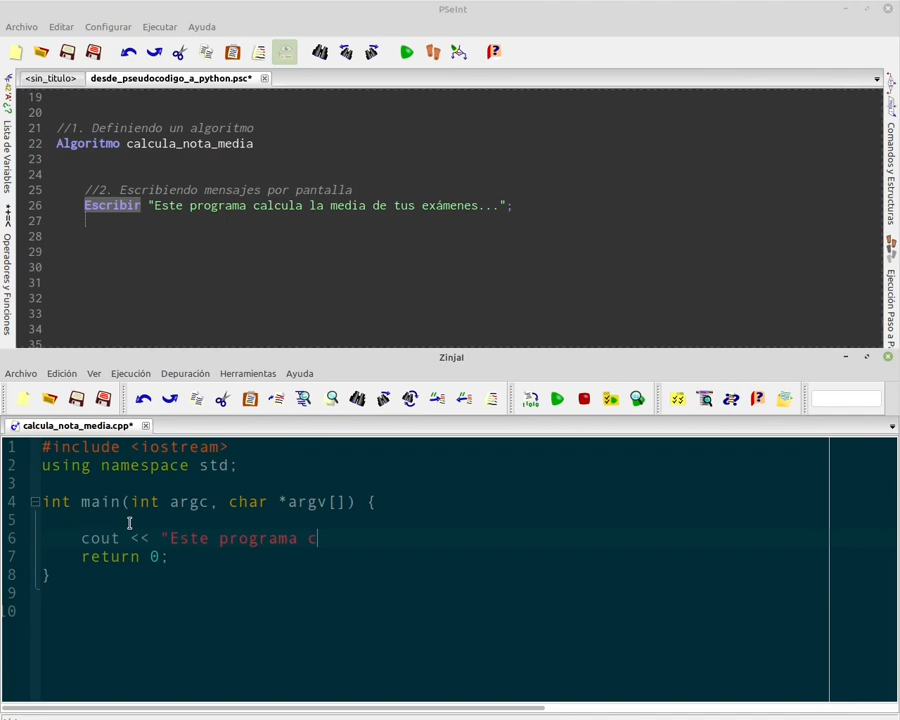 PSeInt
Archivo Editar Configurar Ejecutar Ayuda
<sin_titulo> desde_pseudocodigo_a_python.psc*
Lista de Variables
Operadores y Funciones
Comandos y Estructuras
Ejecución Paso a P
19
20
21 //1. Definiendo un algoritmo
22 Algoritmo calcula_nota_media
23
24
25 //2. Escribiendo mensajes por pantalla
26 Escribir "Este programa calcula la media de tus exámenes...";
27
28
29
30
31
32
33
34
35
ZinjaI
Archivo Edición Ver Ejecución Depuración Herramientas Ayuda
calcula_nota_media.cpp*
1 #include <iostream>
2 using namespace std;
3
4 int main(int argc, char *argv[]) {
5
6 cout << "Este programa c
7 return 0;
8 }
9
10